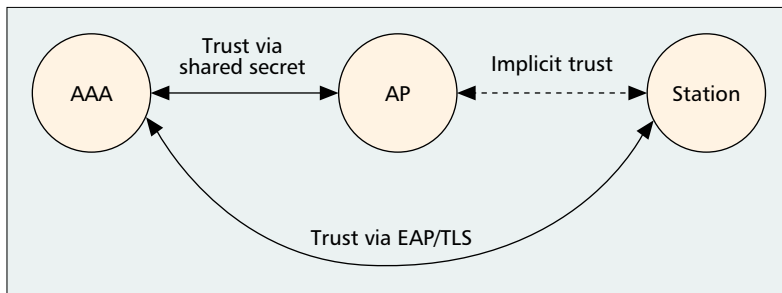 Trust via
shared secret
Implicit trust
AAA
AP
Station
Trust via EAP/TLS